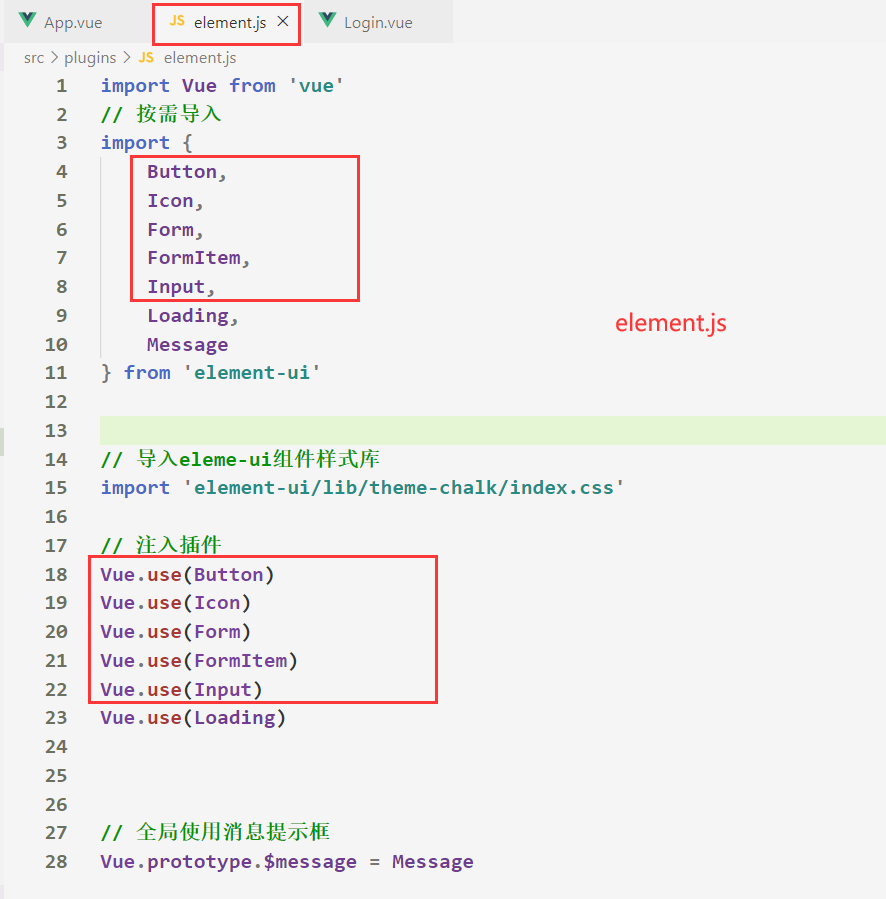 App.vue JS element.js × Login.vue
src > plugins > JS element.js
1 import Vue from 'vue'
2 // 按需导入
3 import {
4 Button,
5 Icon,
6 Form,
7 FormItem,
8 Input,
9 Loading,
element.js
10 Message
11 } from 'element-ui'
12
13
14 // 导入eleme-ui组件样式库
15 import 'element-ui/lib/theme-chalk/index.css'
16
17 // 注入插件
18 Vue.use(Button)
19 Vue.use(Icon)
20 Vue.use(Form)
21 Vue.use(FormItem)
22 Vue.use(Input)
23 Vue.use(Loading)
24
25
26
27 // 全局使用消息提示框
28 Vue.prototype.$message = Message